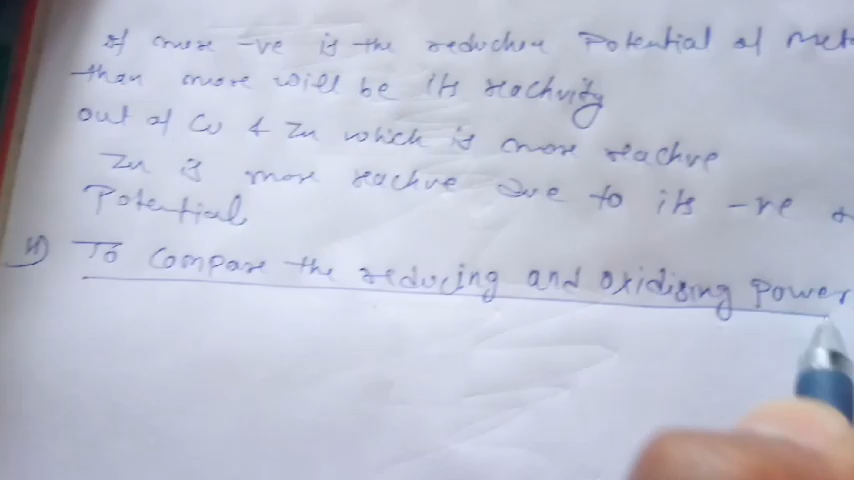 if more -ve is the reduction Potential of met
than more will be its reactivity
out of Cu & Zn which is more reactive
Zn is more reactive Due to its -ve
Potential
To compare the reducing and oxidising Power